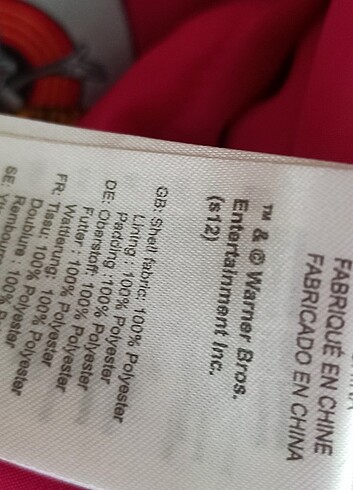 FABRIQUÉ EN CHINE
FABRICADO EN CHINA
™ & © Warner Bros.
Entertainment Inc.
(s12)
GB: Shell fabric: 100% Polyester
Lining : 100% Polyester
Padding :100% Polyester
DE: Oberstoff: 100% Polyester
Futter : 100% Polyester
Wattierung: 100% Polyester
FR: Tissu: 100% Polyester
Doublure: 100% Polyester
Rembourre: 100% Polyester
SE: